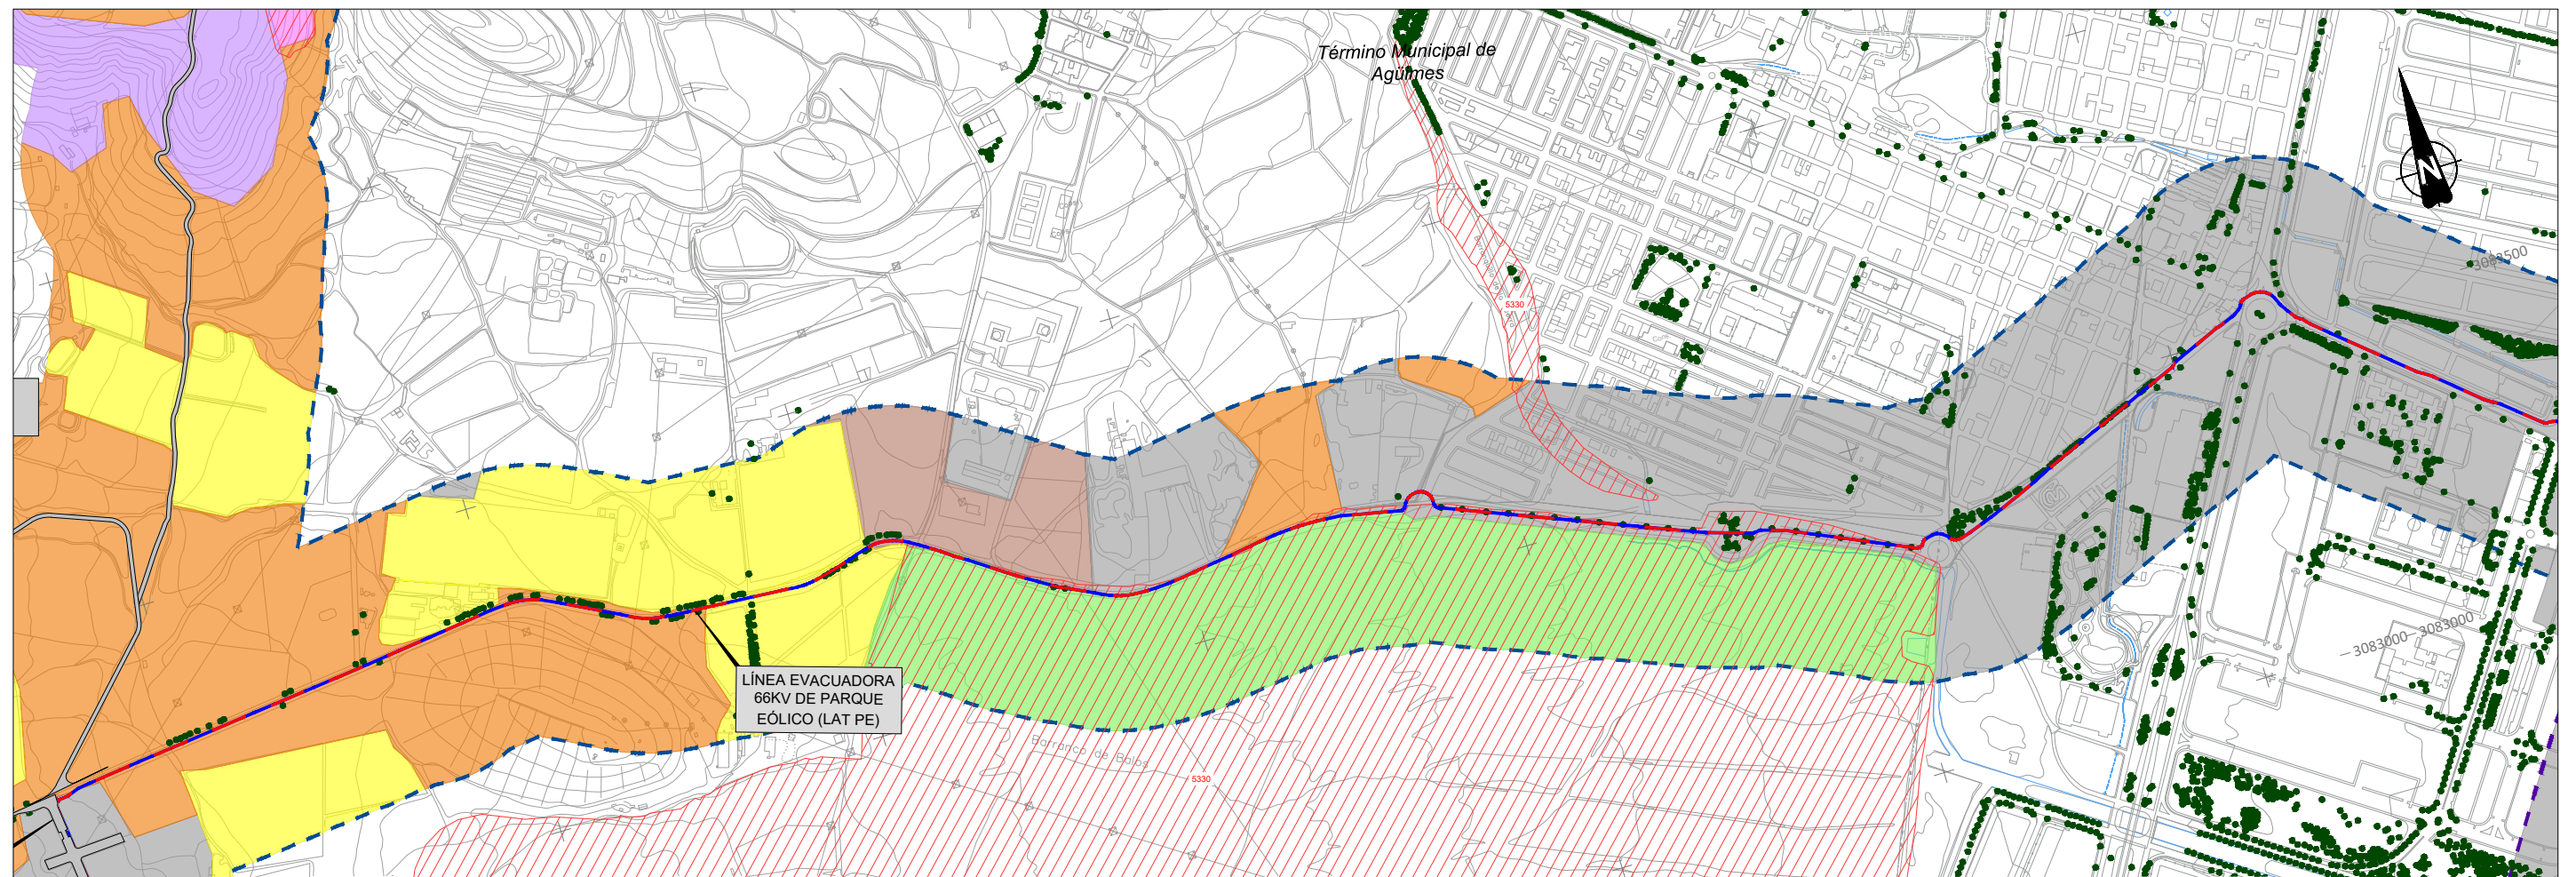 Término Municipal de
Agüimes
N
3083500
5330
3083000
3083000
LÍNEA EVACUADORA
66KV DE PARQUE
EÓLICO (LAT PE)
Barranco de Balos
5330